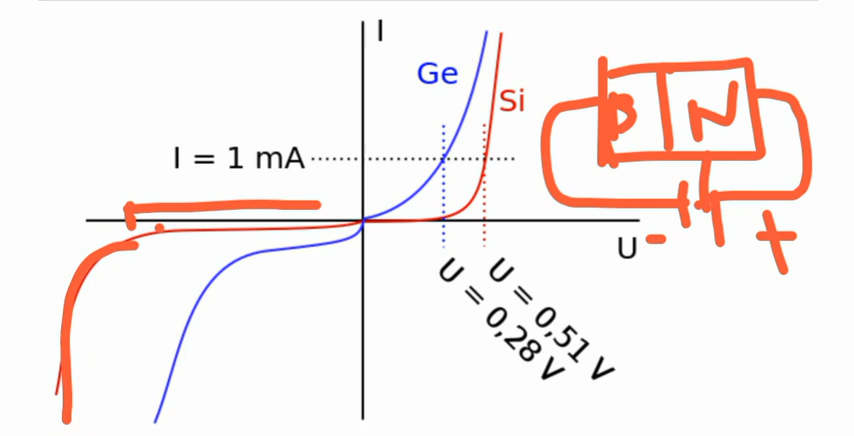 I
Ge
Si
I = 1 mA
P N
U
- +
U = 0,51 V
U = 0,28 V